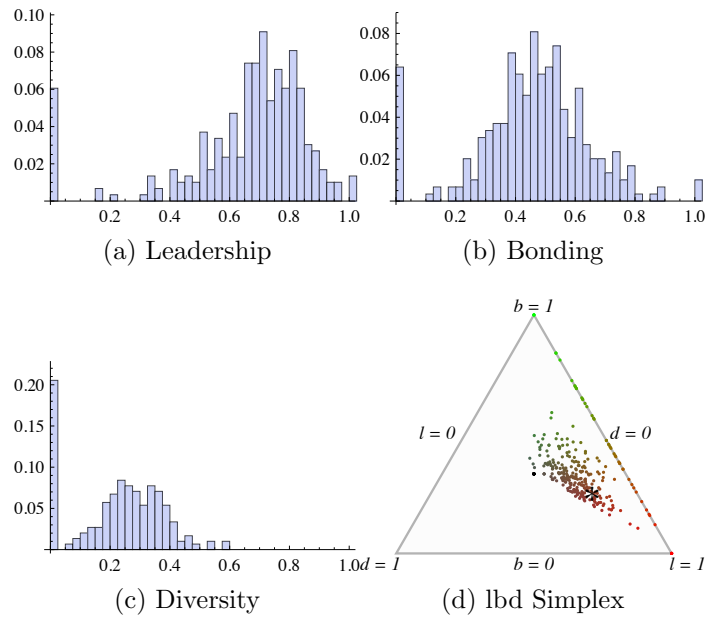 0.10
0.08
0.06
0.04
0.02
0.2 0.4 0.6 0.8 1.0
(a) Leadership
0.08
0.06
0.04
0.02
0.2 0.4 0.6 0.8 1.0
(b) Bonding
0.20
0.15
0.10
0.05
0.2 0.4 0.6 0.8 1.0
(c) Diversity
b = 1
l = 0 d = 0
d = 1 b = 0 l = 1
(d) lbd Simplex